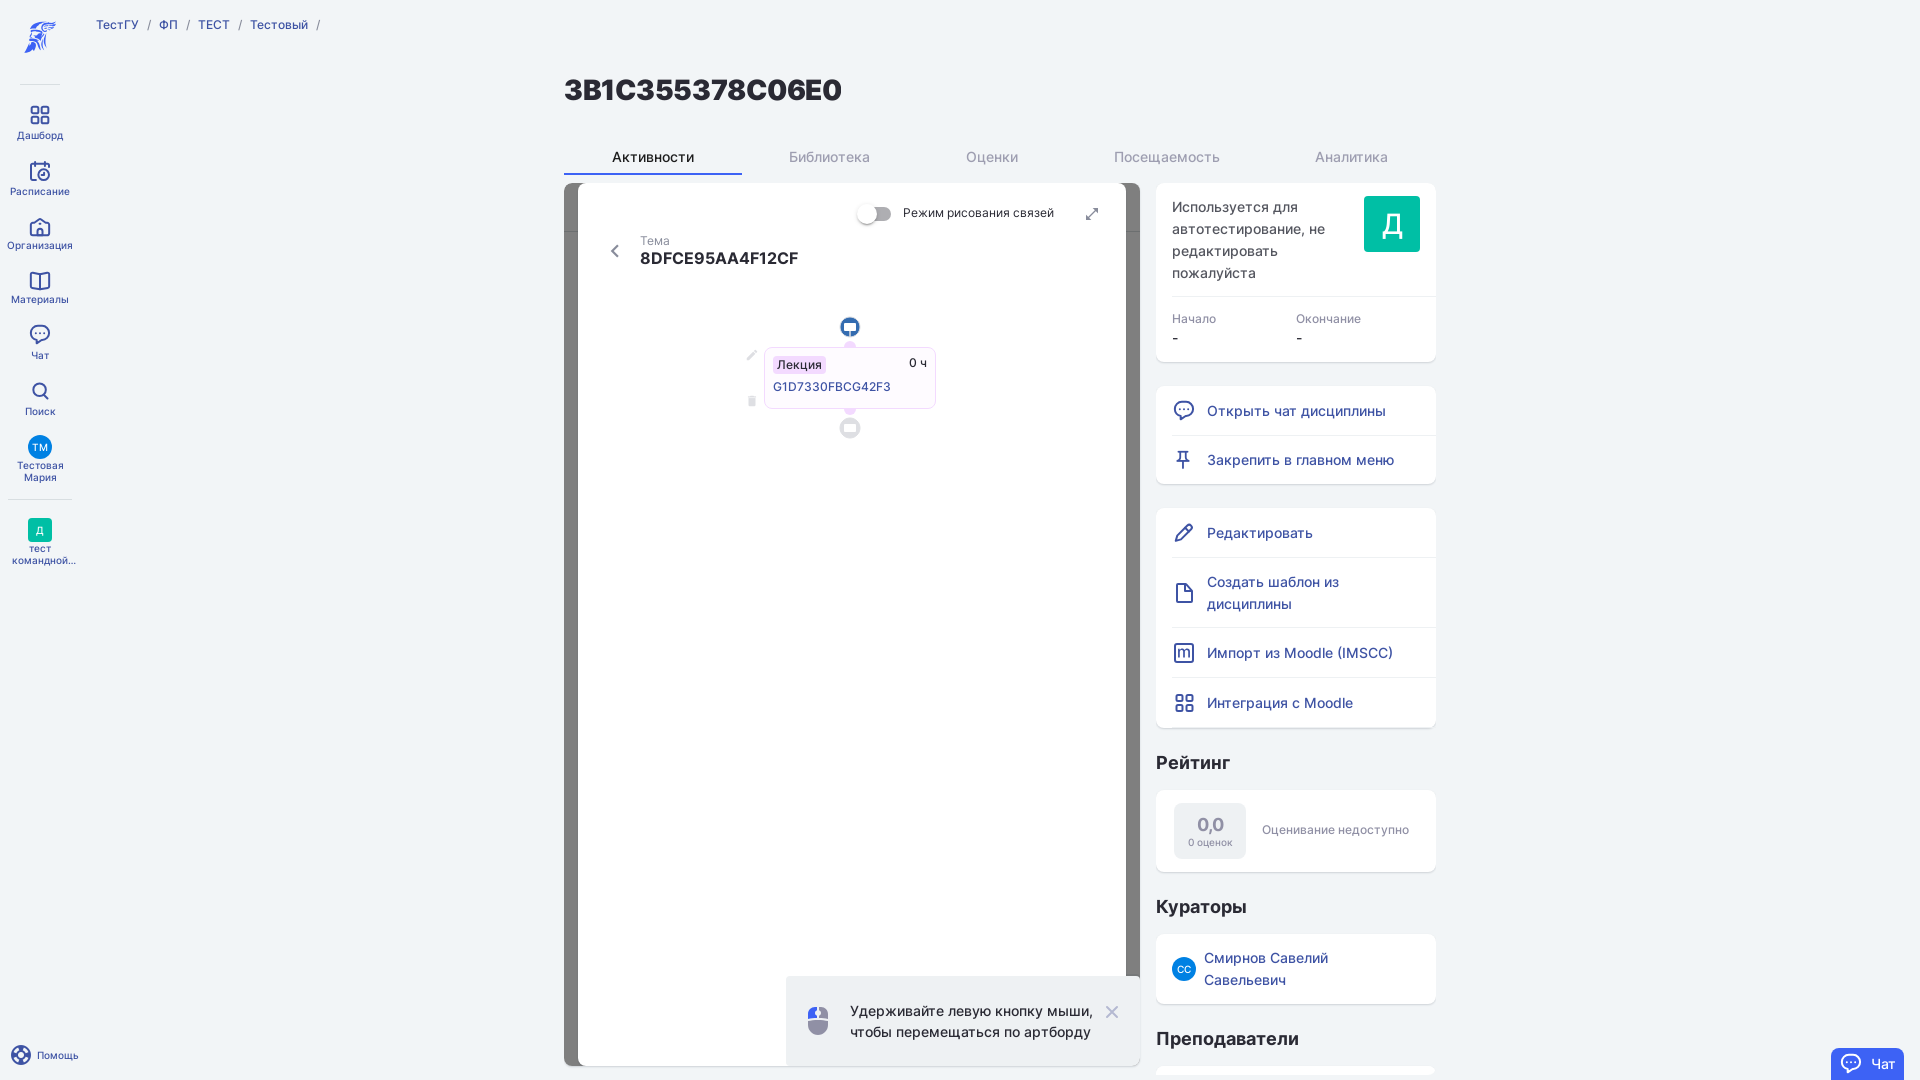 ТестГУ / ФП / ТЕСТ / Тестовый /
3B1C355378C06E0
Дашборд
Расписание
Организация
Материалы
Чат
Поиск
ТМ
Тестовая
Мария
Д
тест
командной...
Помощь
Активности
Библиотека
Оценки
Посещаемость
Аналитика
Режим рисования связей
Тема
8DFCE95AA4F12CF
Лекция
0 ч
G1D7330FBCG42F3
Удерживайте левую кнопку мыши,
чтобы перемещаться по артборду
Используется для
автотестирование, не
редактировать
пожалуйста
Д
Начало
-
Окончание
-
Открыть чат дисциплины
Закрепить в главном меню
Редактировать
Создать шаблон из
дисциплины
Импорт из Moodle (IMSCC)
Интеграция с Moodle
Рейтинг
0,0
0 оценок
Оценивание недоступно
Кураторы
СС
Смирнов Савелий
Савельевич
Преподаватели
Чат